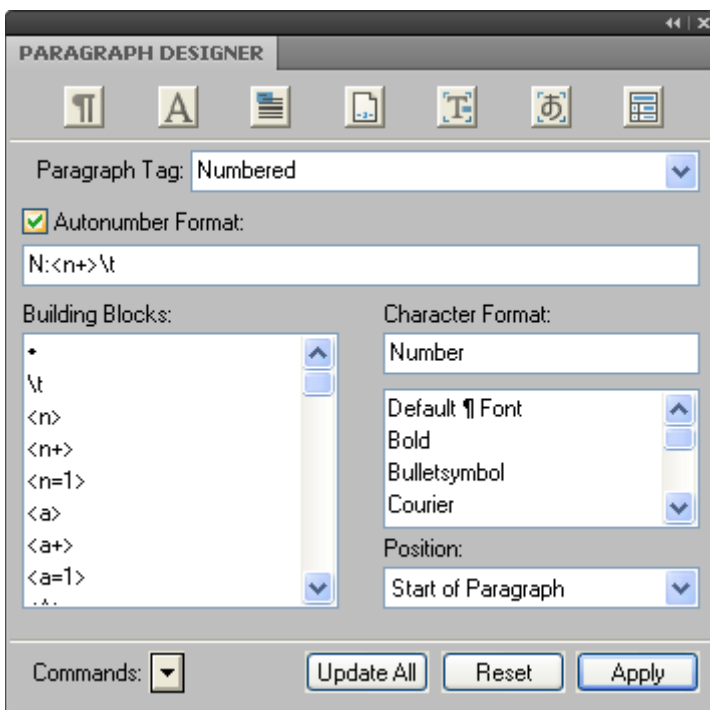 PARAGRAPH DESIGNER
Paragraph Tag: Numbered
Autonumber Format:
N:<n+>\t
Building Blocks:
•
\t
<n>
<n+>
<n=1>
<a>
<a+>
<a=1>
Character Format:
Number
Default ¶ Font
Bold
Bulletsymbol
Courier
Position:
Start of Paragraph
Commands: Update All Reset Apply